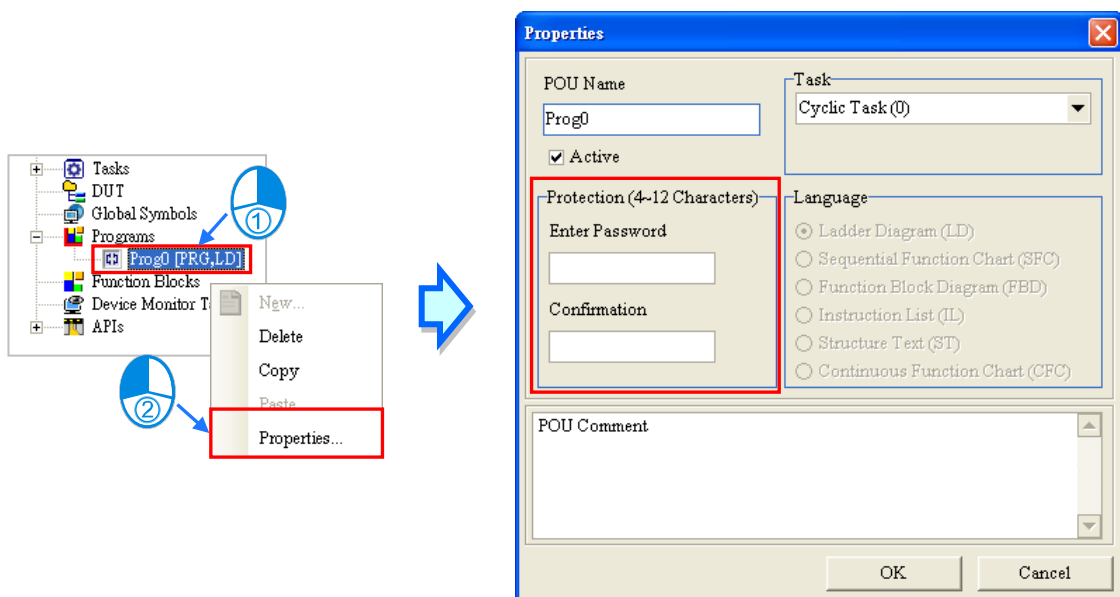 Tasks
DUT
Global Symbols
①
Programs
Prog0 [PRG,LD]
Function Blocks
Device Monitor T
APIs
New...
Delete
Copy
Paste
②
Properties...
Properties
POU Name
Prog0
Active
Task
Cyclic Task (0)
Protection (4~12 Characters)
Enter Password
Confirmation
Language
Ladder Diagram (LD)
Sequential Function Chart (SFC)
Function Block Diagram (FBD)
Instruction List (IL)
Structure Text (ST)
Continuous Function Chart (CFC)
POU Comment
OK
Cancel